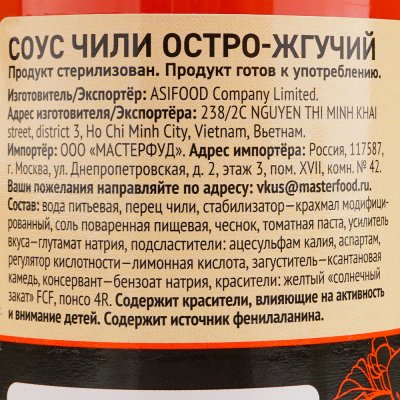 СОУС ЧИЛИ ОСТРО-ЖГУЧИЙ
Продукт стерилизован. Продукт готов к употреблению.
Изготовитель/Экспортёр: ASIFOOD Company Limited.
Адрес изготовителя/Экспортёра: 238/2C NGUYEN THI MINH KHAI
street, district 3, Ho Chi Minh City, Vietnam, Вьетнам.
Импортёр: ООО «МАСТЕРФУД». Адрес импортёра: Россия, 117587,
г. Москва, ул. Днепропетровская, д. 2, этаж 3, пом. XVII, комн. № 42.
Ваши пожелания направляйте по адресу: vkus@masterfood.ru.
Состав: вода питьевая, перец чили, стабилизатор–крахмал модифици-
рованный, соль поваренная пищевая, чеснок, томатная паста, усилитель
вкуса–глутамат натрия, подсластители: ацесульфам калия, аспартам,
регулятор кислотности–лимонная кислота, загуститель–ксантановая
камедь, консервант–бензоат натрия, красители: желтый «солнечный
закат» FCF, понсо 4R. Содержит красители, влияющие на активность
и внимание детей. Содержит источник фенилаланина.